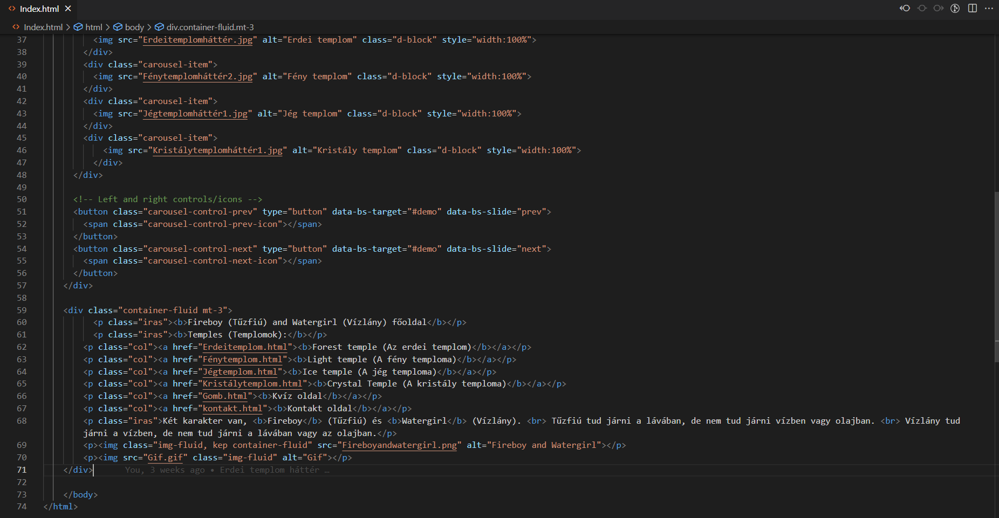 Index.html
Index.html > html > body > div.container-fluid.mt-3
37 <img src="Erdeitemplomháttér.jpg" alt="Erdei templom" class="d-block" style="width:100%">
38 </div>
39 <div class="carousel-item">
40 <img src="Fénytemplomháttér2.jpg" alt="Fény templom" class="d-block" style="width:100%">
41 </div>
42 <div class="carousel-item">
43 <img src="Jégtemplomháttér1.jpg" alt="Jég templom" class="d-block" style="width:100%">
44 </div>
45 <div class="carousel-item">
46 <img src="Kristálytemplomháttér1.jpg" alt="Kristály templom" class="d-block" style="width:100%">
47 </div>
48 </div>
49
50 <!-- Left and right controls/icons -->
51 <button class="carousel-control-prev" type="button" data-bs-target="#demo" data-bs-slide="prev">
52 <span class="carousel-control-prev-icon"></span>
53 </button>
54 <button class="carousel-control-next" type="button" data-bs-target="#demo" data-bs-slide="next">
55 <span class="carousel-control-next-icon"></span>
56 </button>
57 </div>
58
59 <div class="container-fluid mt-3">
60 <p class="iras"><b>Fireboy (Tűzfiú) and Watergirl (Vízlány) főoldal</b></p>
61 <p class="iras"><b>Temples (Templomok):</b></p>
62 <p class="col"><a href="Erdeitemplom.html"><b>Forest temple (Az erdei templom)</b></a></p>
63 <p class="col"><a href="Fénytemplom.html"><b>Light temple (A fény temploma)</b></a></p>
64 <p class="col"><a href="Jégtemplom.html"><b>Ice temple (A jég temploma)</b></a></p>
65 <p class="col"><a href="Kristálytemplom.html"><b>Crystal Temple (A kristály temploma)</b></a></p>
66 <p class="col"><a href="Gomb.html"><b>Kvíz oldal</b></a></p>
67 <p class="col"><a href="kontakt.html"><b>Kontakt oldal</b></a></p>
68 <p class="iras">Két karakter van, <b>Fireboy</b> (Tűzfiú) és <b>Watergirl</b> (Vízlány). <br> Tűzfiú tud járni a lávában, de nem tud járni vízben vagy olajban. <br> Vízlány tud
járni a vízben, de nem tud járni a lávában vagy az olajban.</p>
69 <p><img class="img-fluid, kep container-fluid" src="Fireboyandwatergirl.png" alt="Fireboy and Watergirl"></p>
70 <p><img src="Gif.gif" class="img-fluid" alt="Gif"></p>
71 </div> You, 3 weeks ago • Erdei templom háttér …
72
73 </body>
74 </html>